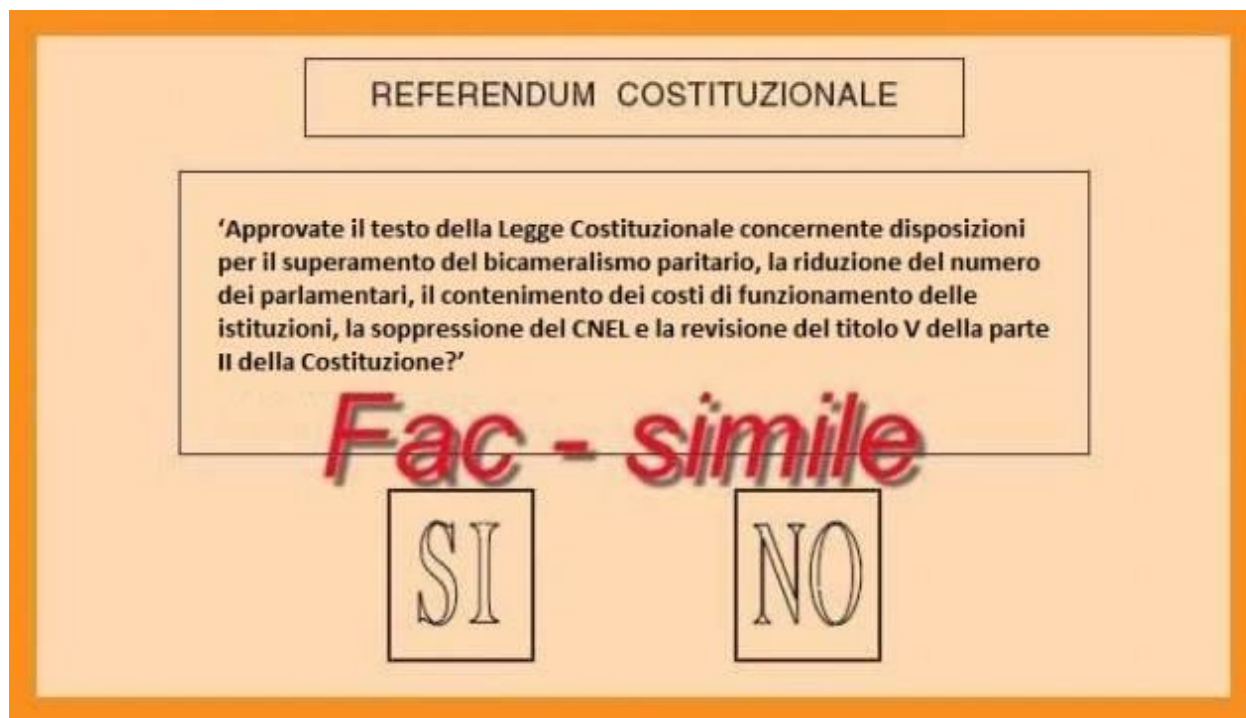 REFERENDUM COSTITUZIONALE
‘Approvate il testo della Legge Costituzionale concernente disposizioni
per il superamento del bicameralismo paritario, la riduzione del numero
dei parlamentari, il contenimento dei costi di funzionamento delle
istituzioni, la soppressione del CNEL e la revisione del titolo V della parte
II della Costituzione?’
Fac - simile
SI NO